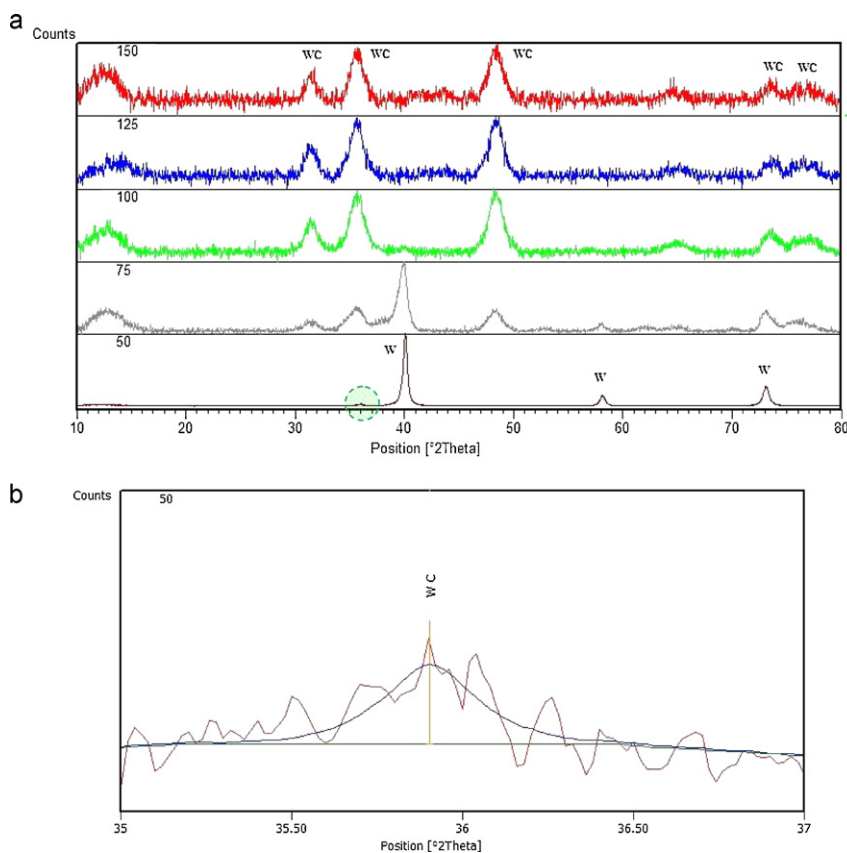 a
Counts
150
WC WC WC WC WC
125
100
75
50
W W W
10 20 30 40 50 60 70 80
Position [°2Theta]
b
Counts
50
W C
35 35.50 36 36.50 37
Position [°2Theta]